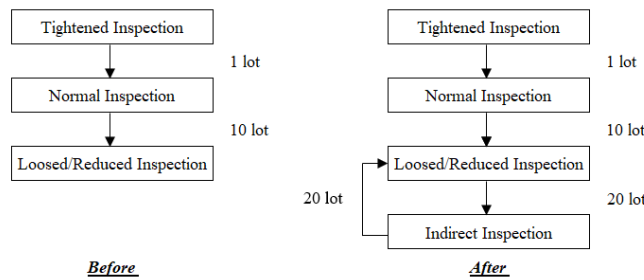 Tightened Inspection
1 lot
Normal Inspection
10 lot
Loosed/Reduced Inspection
Before
Tightened Inspection
1 lot
Normal Inspection
10 lot
Loosed/Reduced Inspection
20 lot
20 lot
Indirect Inspection
After